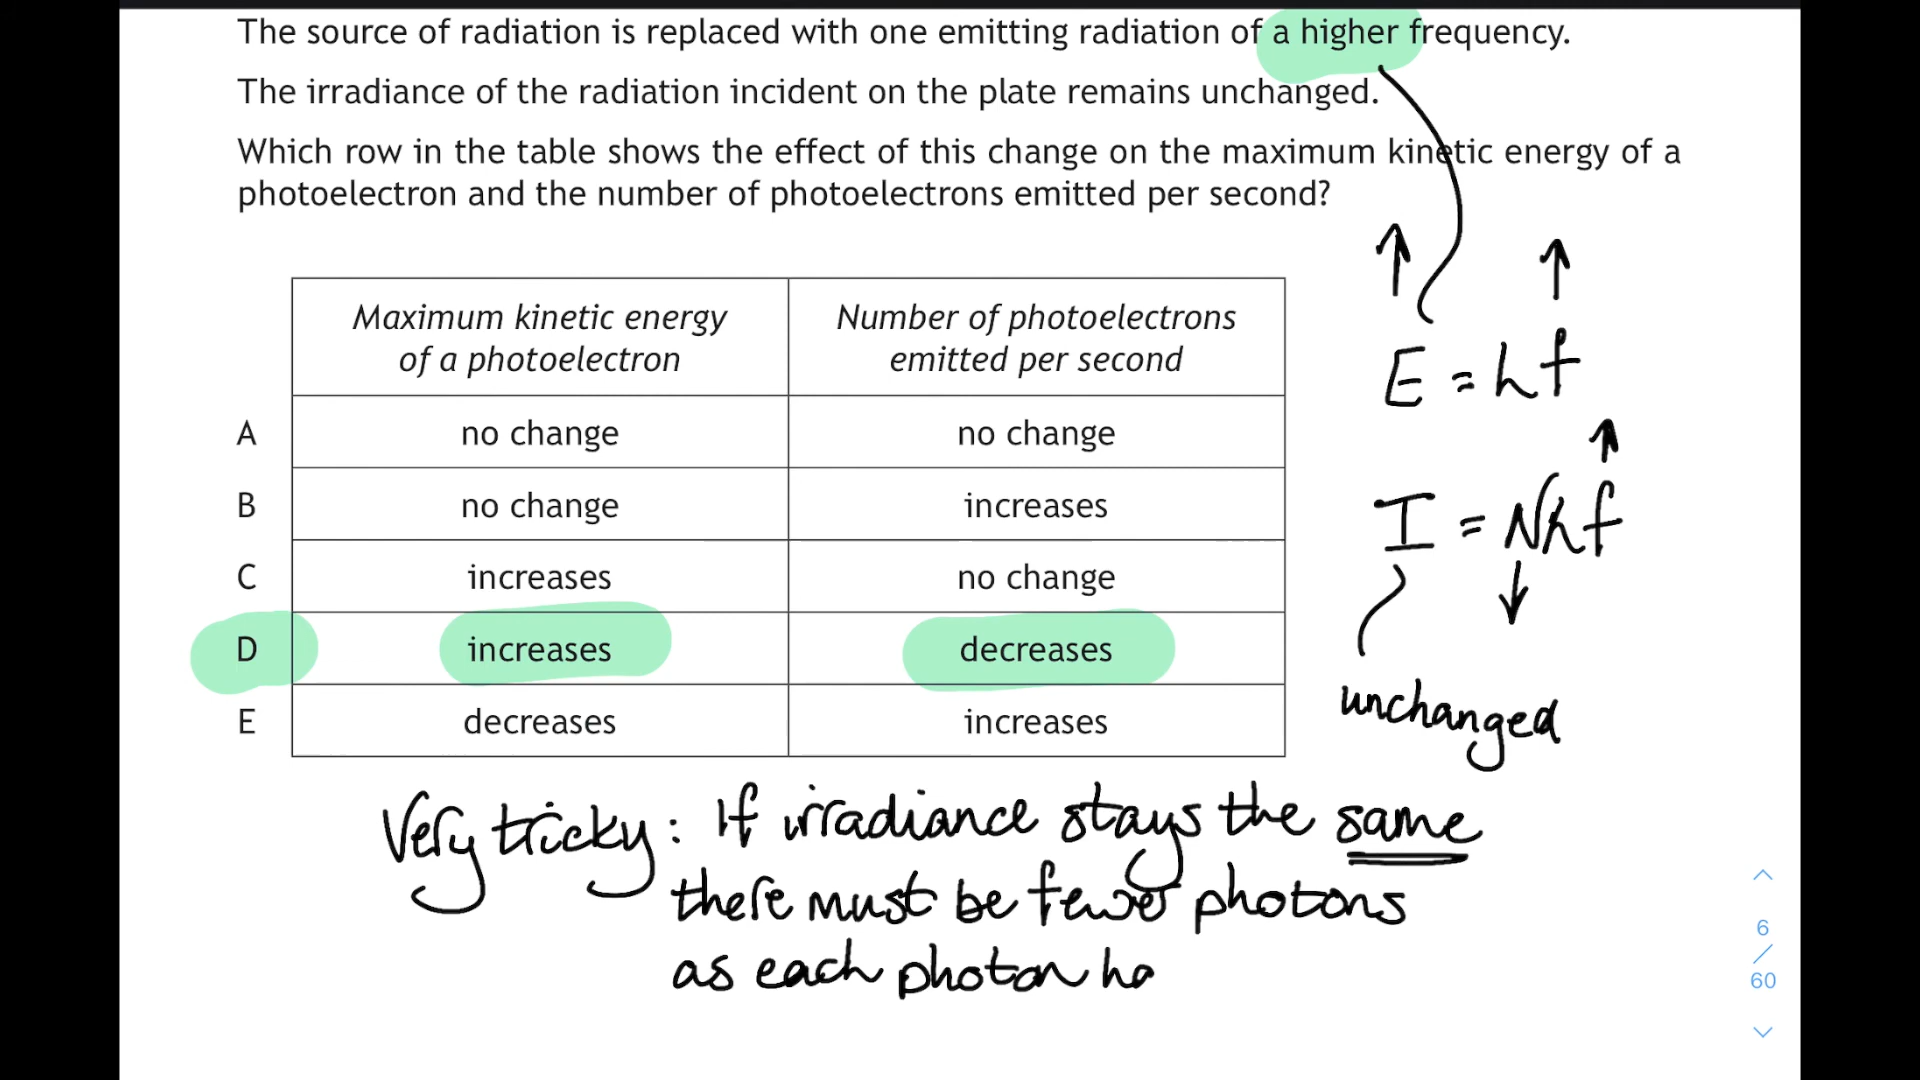 The source of radiation is replaced with one emitting radiation of a higher frequency.
The irradiance of the radiation incident on the plate remains unchanged.
Which row in the table shows the effect of this change on the maximum kinetic energy of a
photoelectron and the number of photoelectrons emitted per second?
Maximum kinetic energy of a photoelectron
Number of photoelectrons emitted per second
A no change no change
B no change increases
C increases no change
D increases decreases
E decreases increases
↑ ↑
E = hf
↑
I = Nhf
↓
unchanged
Very tricky: If irradiance stays the same
there must be fewer photons
as each photon ha
6
/
60